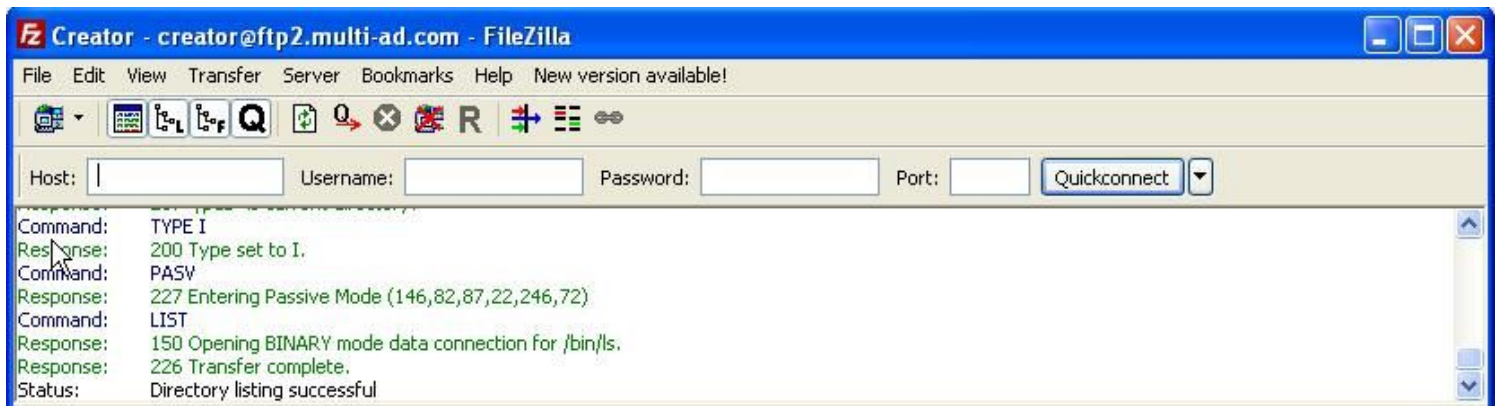 Fz Creator - creator@ftp2.multi-ad.com - FileZilla
File Edit View Transfer Server Bookmarks Help New version available!
L F Q Q R
Host: Username: Password: Port: Quickconnect
Command: TYPE I
Response: 200 Type set to I.
Command: PASV
Response: 227 Entering Passive Mode (146,82,87,22,246,72)
Command: LIST
Response: 150 Opening BINARY mode data connection for /bin/ls.
Response: 226 Transfer complete.
Status: Directory listing successful